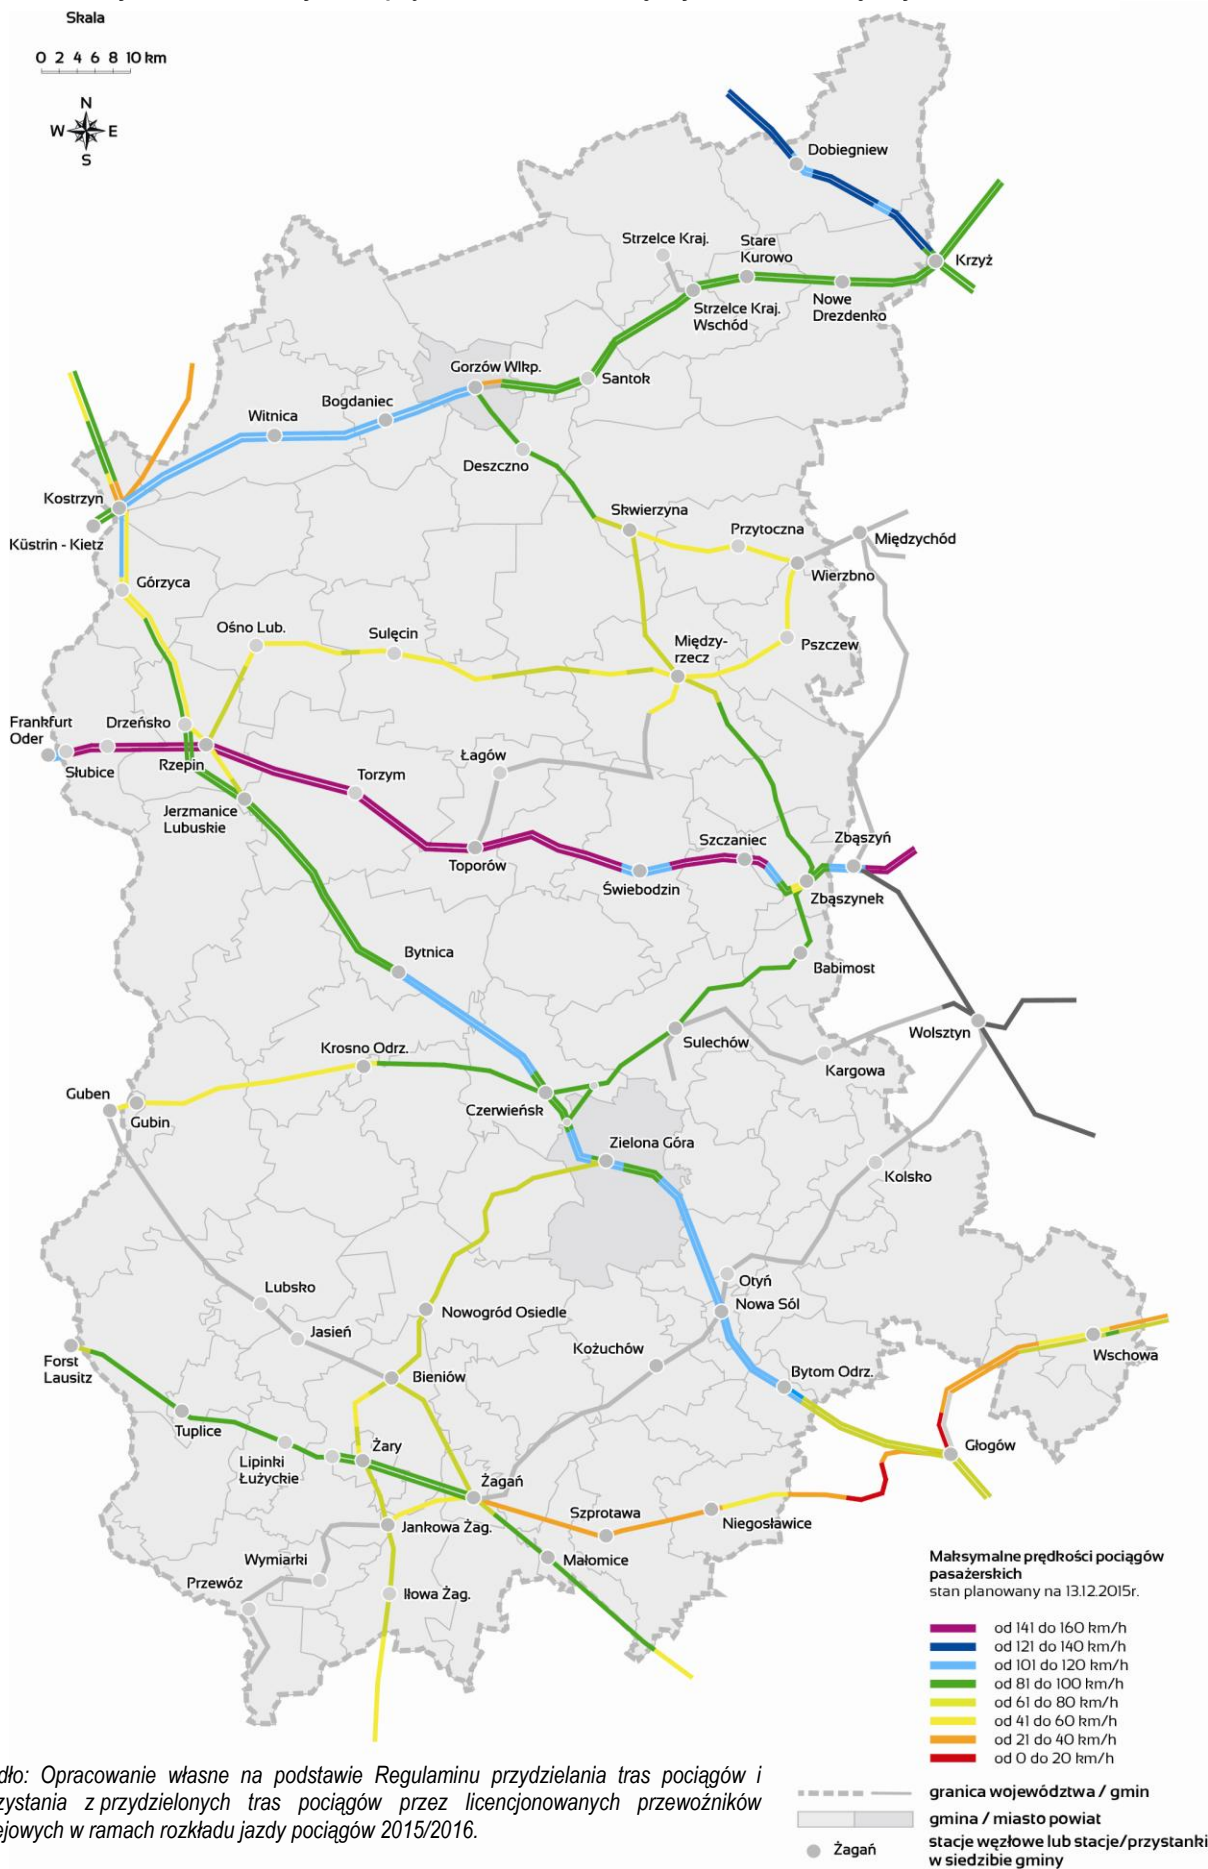 Skala
0 2 4 6 8 10 km
N
W E
S
Dobiegniew
Strzelce Kraj.
Stare
Kurowo
Krzyż
Nowe
Drezdenko
Strzelce Kraj.
Wschód
Gorzów Wlkp.
Santok
Bogdaniec
Witnica
Deszczno
Kostrzyn
Skwierzyna
Przytoczna
Międzychód
Küstrin - Kietz
Wierzbno
Górzyca
Ośno Lub.
Sulęcin
Między-
rzecz
Pszczew
Frankfurt
Oder
Drzeńsko
Słubice
Rzepin
Łagów
Torzym
Jerzmanice
Lubuskie
Toporów
Szczaniec
Zbąszyń
Świebodzin
Zbąszynek
Bytnica
Babimost
Krosno Odrz.
Sulechów
Wolsztyn
Kargowa
Guben
Gubin
Czerwieńsk
Zielona Góra
Kolsko
Lubsko
Nowogród Osiedle
Otyń
Nowa Sól
Jasień
Kożuchów
Forst
Lausitz
Bieniów
Bytom Odrz.
Wschowa
Tuplice
Lipinki
Łużyckie
Żary
Głogów
Żagań
Szprotawa
Niegosławice
Jankowa Żag.
Wymiarki
Małomice
Przewóz
Iłowa Żag.
Maksymalne prędkości pociągów
pasażerskich
stan planowany na 13.12.2015r.
od 141 do 160 km/h
od 121 do 140 km/h
od 101 do 120 km/h
od 81 do 100 km/h
od 61 do 80 km/h
od 41 do 60 km/h
od 21 do 40 km/h
od 0 do 20 km/h
granica województwa / gmin
gmina / miasto powiat
Żagań
stacje węzłowe lub stacje/przystanki
w siedzibie gminy
dło: Opracowanie własne na podstawie Regulaminu przydzielania tras pociągów i
zystania z przydzielonych tras pociągów przez licencjonowanych przewoźników
ejowych w ramach rozkładu jazdy pociągów 2015/2016.